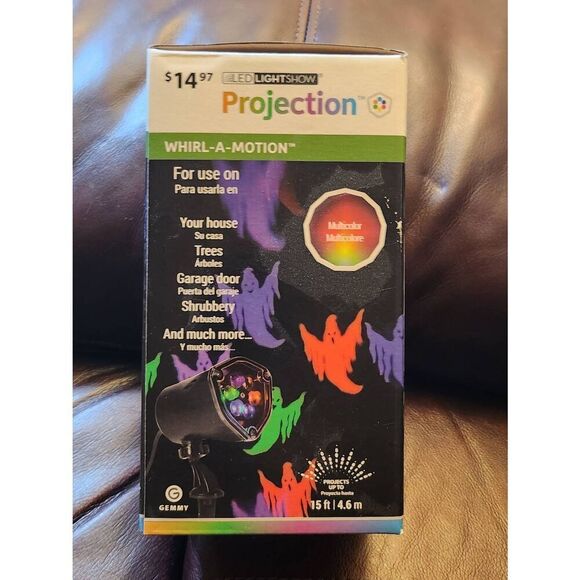 $14.97 LED LIGHTSHOW®
Projection™
WHIRL-A-MOTION™
For use on
Para usarla en
Your house
Su casa
Trees
Árboles
Garage door
Puerta del garaje
Shrubbery
Arbustos
And much more...
Y mucho más...
Multicolor
Multicolore
PROJECTS
UP TO
Proyecta hasta
15 ft | 4.6 m
G
GEMMY